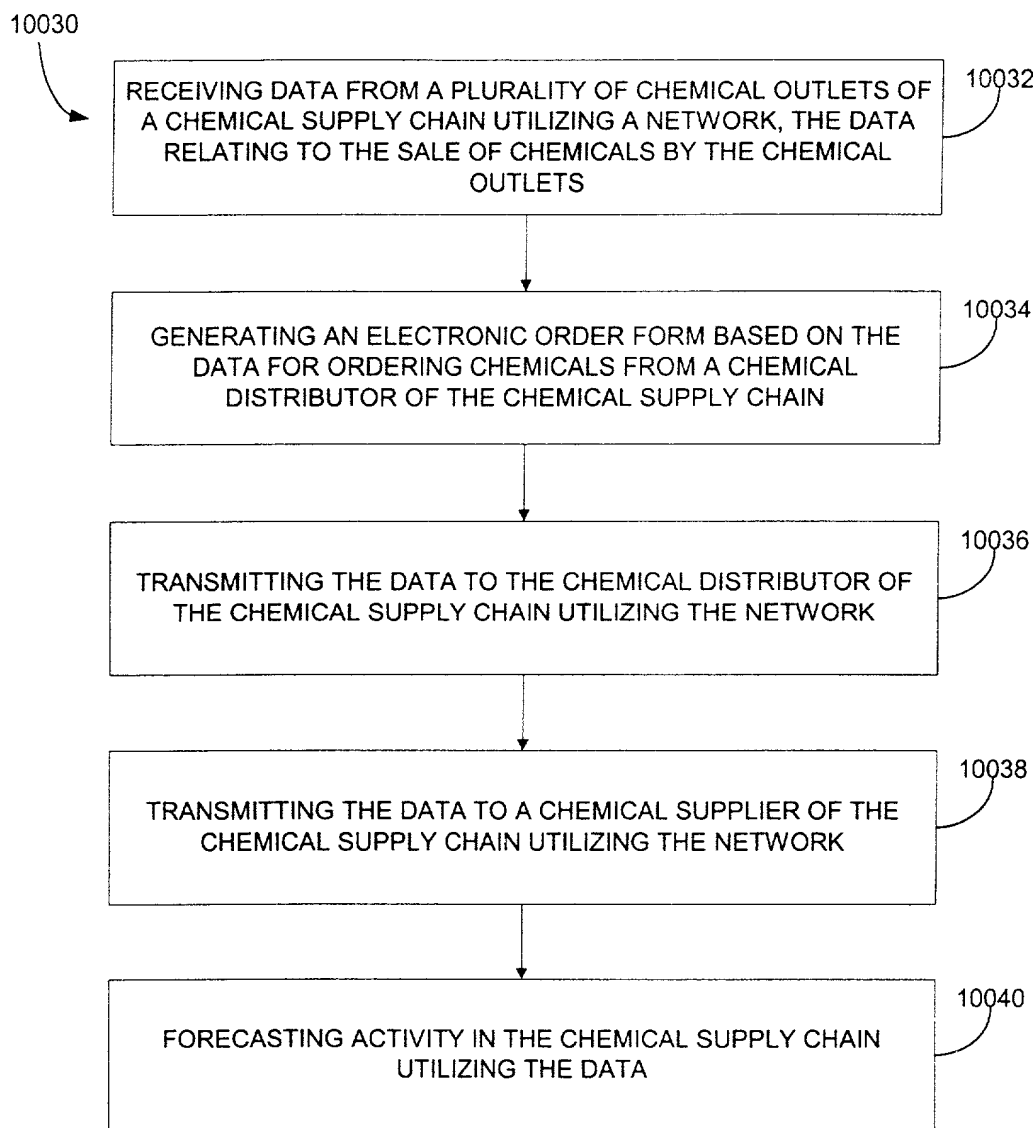 10030
10032
RECEIVING DATA FROM A PLURALITY OF CHEMICAL OUTLETS OF
A CHEMICAL SUPPLY CHAIN UTILIZING A NETWORK, THE DATA
RELATING TO THE SALE OF CHEMICALS BY THE CHEMICAL
OUTLETS
10034
GENERATING AN ELECTRONIC ORDER FORM BASED ON THE
DATA FOR ORDERING CHEMICALS FROM A CHEMICAL
DISTRIBUTOR OF THE CHEMICAL SUPPLY CHAIN
10036
TRANSMITTING THE DATA TO THE CHEMICAL DISTRIBUTOR OF
THE CHEMICAL SUPPLY CHAIN UTILIZING THE NETWORK
10038
TRANSMITTING THE DATA TO A CHEMICAL SUPPLIER OF THE
CHEMICAL SUPPLY CHAIN UTILIZING THE NETWORK
10040
FORECASTING ACTIVITY IN THE CHEMICAL SUPPLY CHAIN
UTILIZING THE DATA